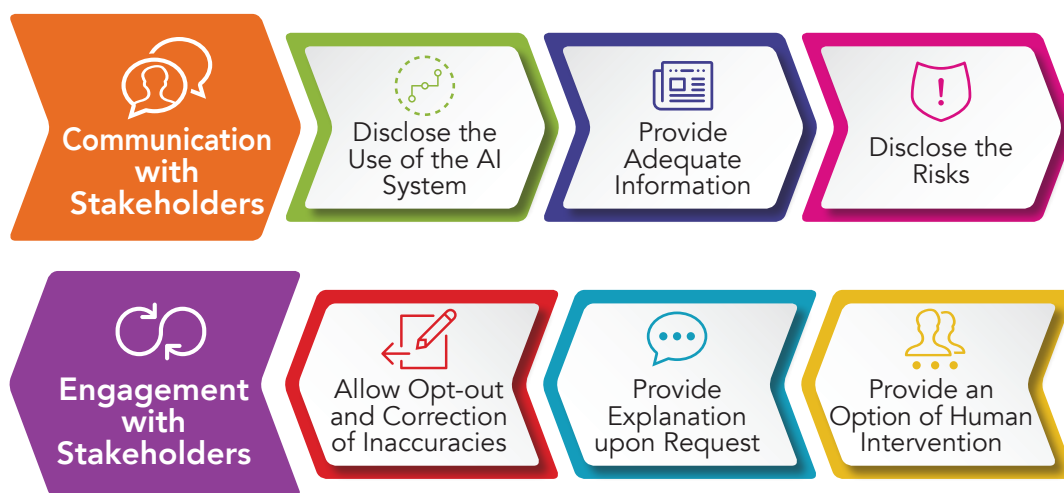 Communication
with
Stakeholders
Disclose the
Use of the AI
System
Provide
Adequate
Information
Disclose the
Risks
Engagement
with
Stakeholders
Allow Opt-out
and Correction
of Inaccuracies
Provide
Explanation
upon Request
Provide an
Option of Human
Intervention